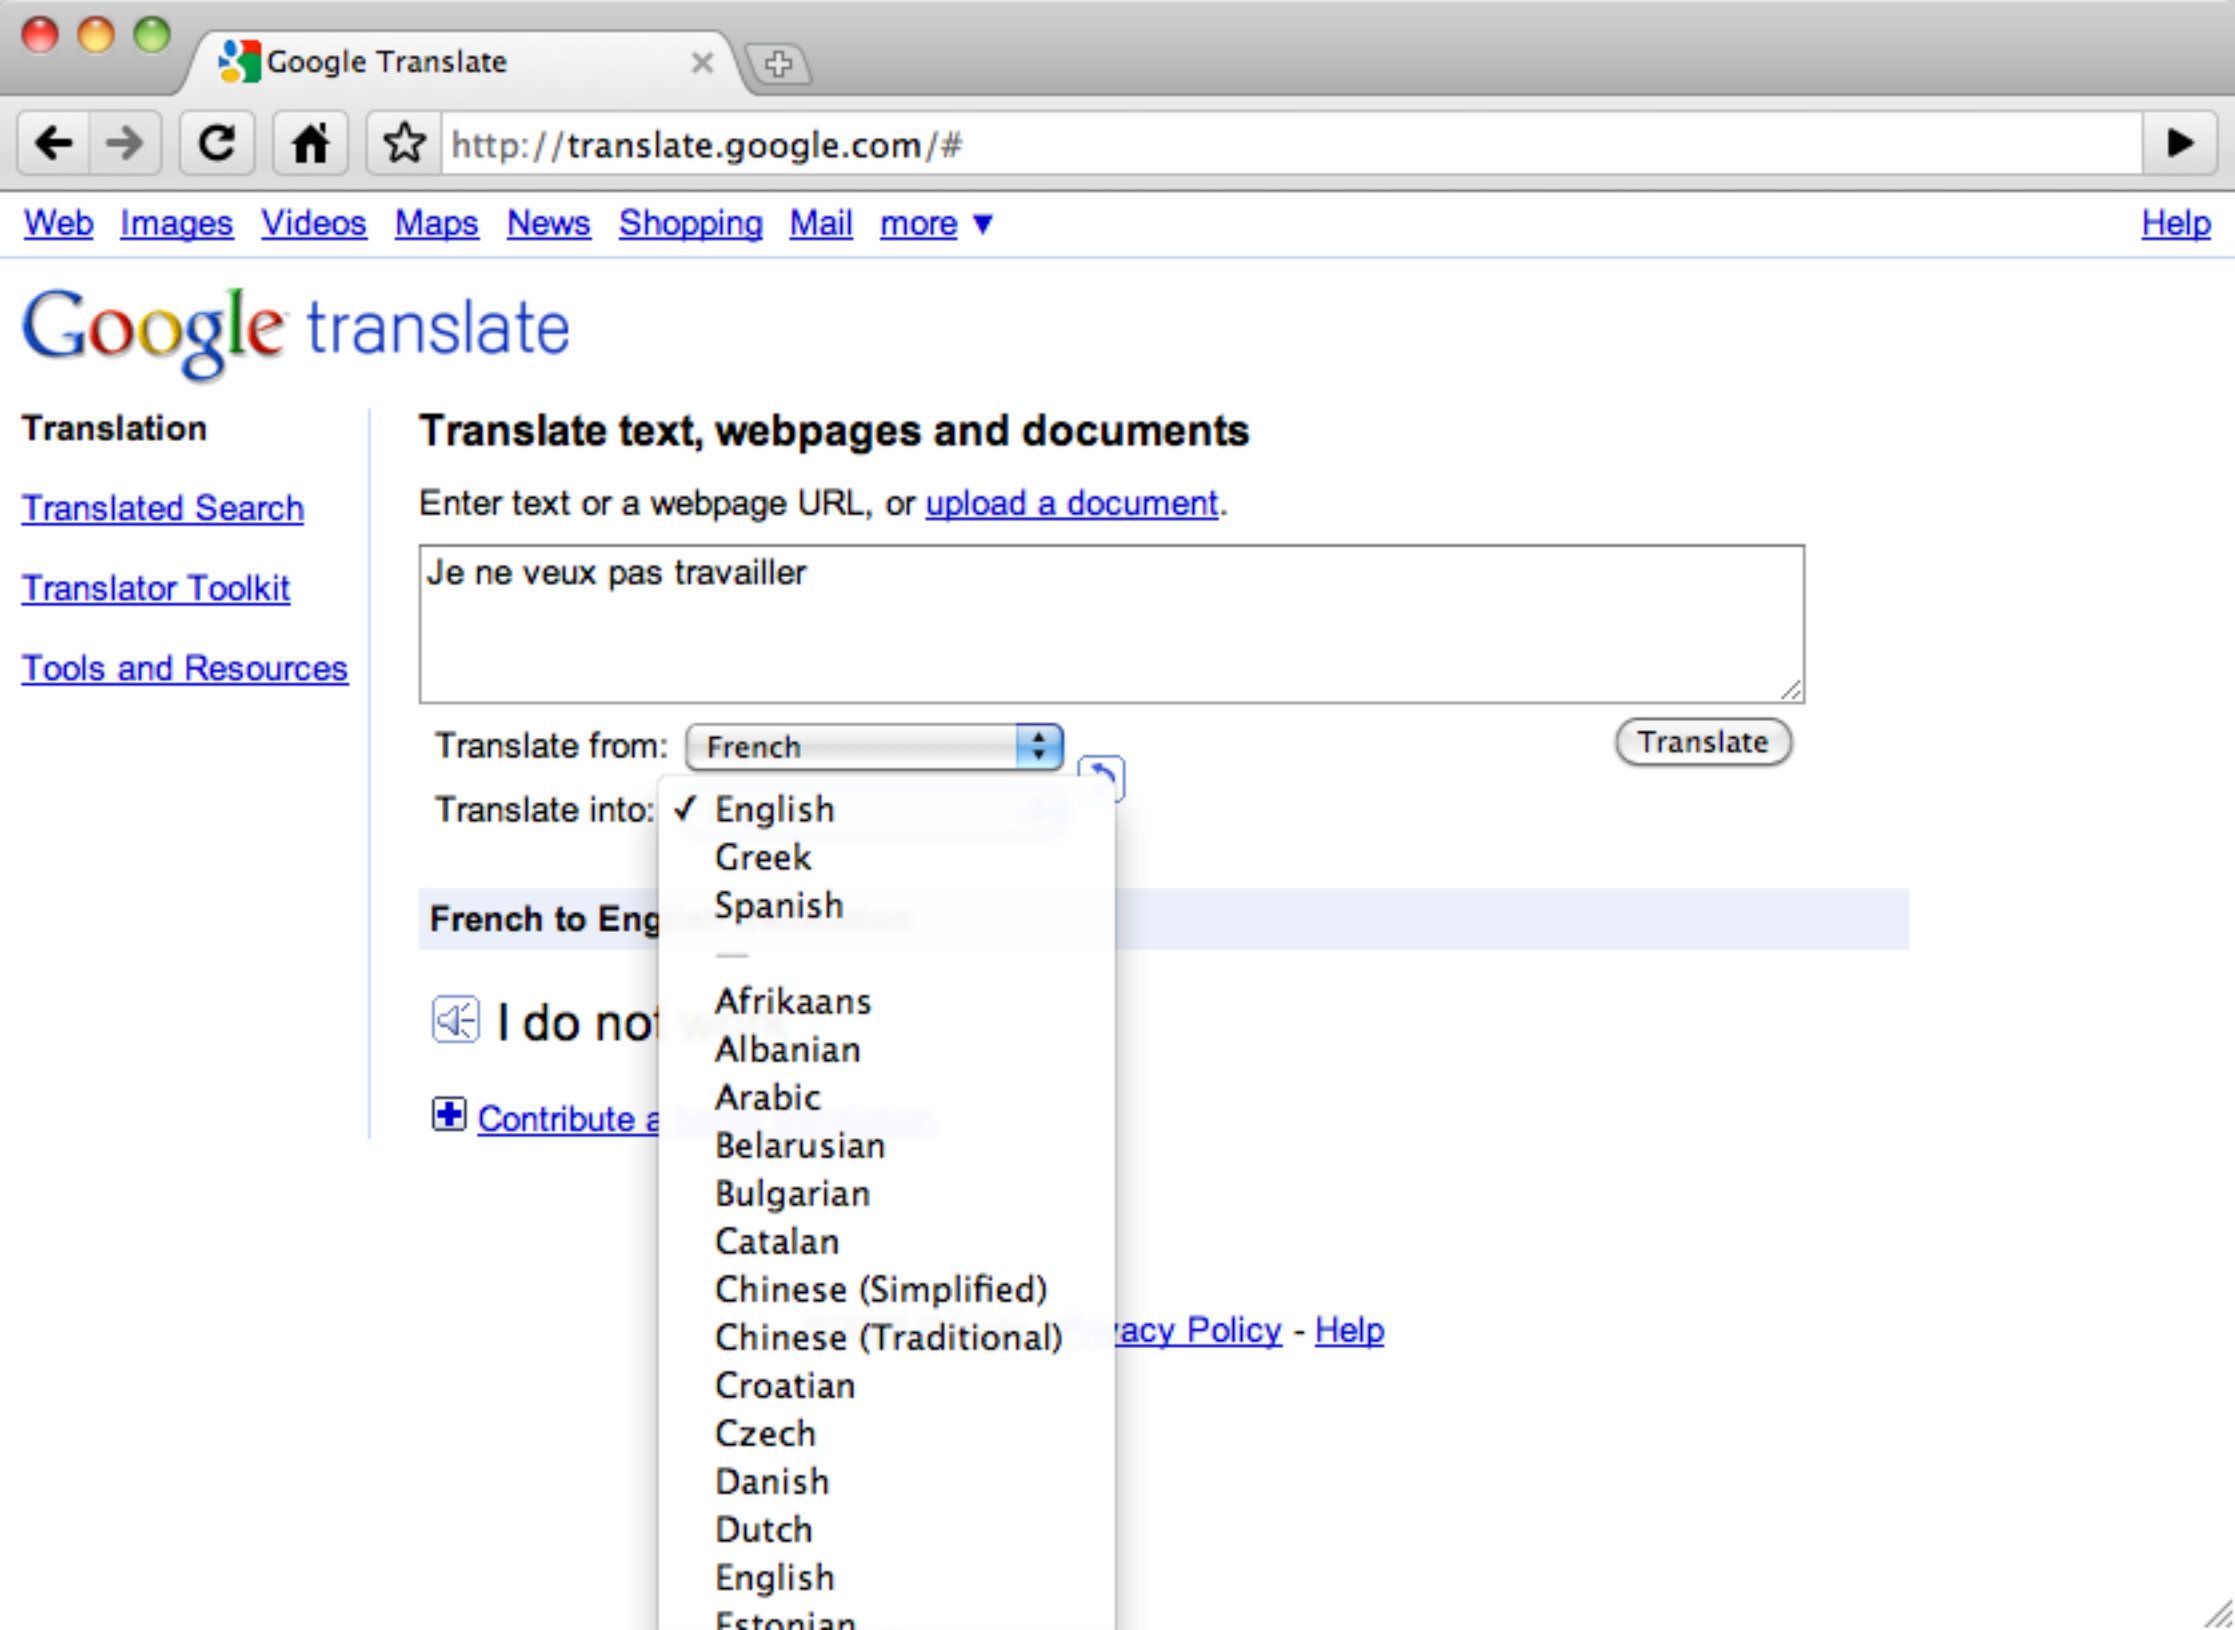 Google Translate
http://translate.google.com/#
Web Images Videos Maps News Shopping Mail more ▼ Help
Google translate
Translation
Translated Search
Translator Toolkit
Tools and Resources
Translate text, webpages and documents
Enter text or a webpage URL, or upload a document.
Je ne veux pas travailler
Translate from: French Translate
Translate into: ✓ English
Greek
Spanish
French to Eng
—
Afrikaans
I do not
Albanian
Arabic
Contribute a
Belarusian
Bulgarian
Catalan
Chinese (Simplified)
Chinese (Traditional)
Policy - Help
Croatian
Czech
Danish
Dutch
English
Estonian